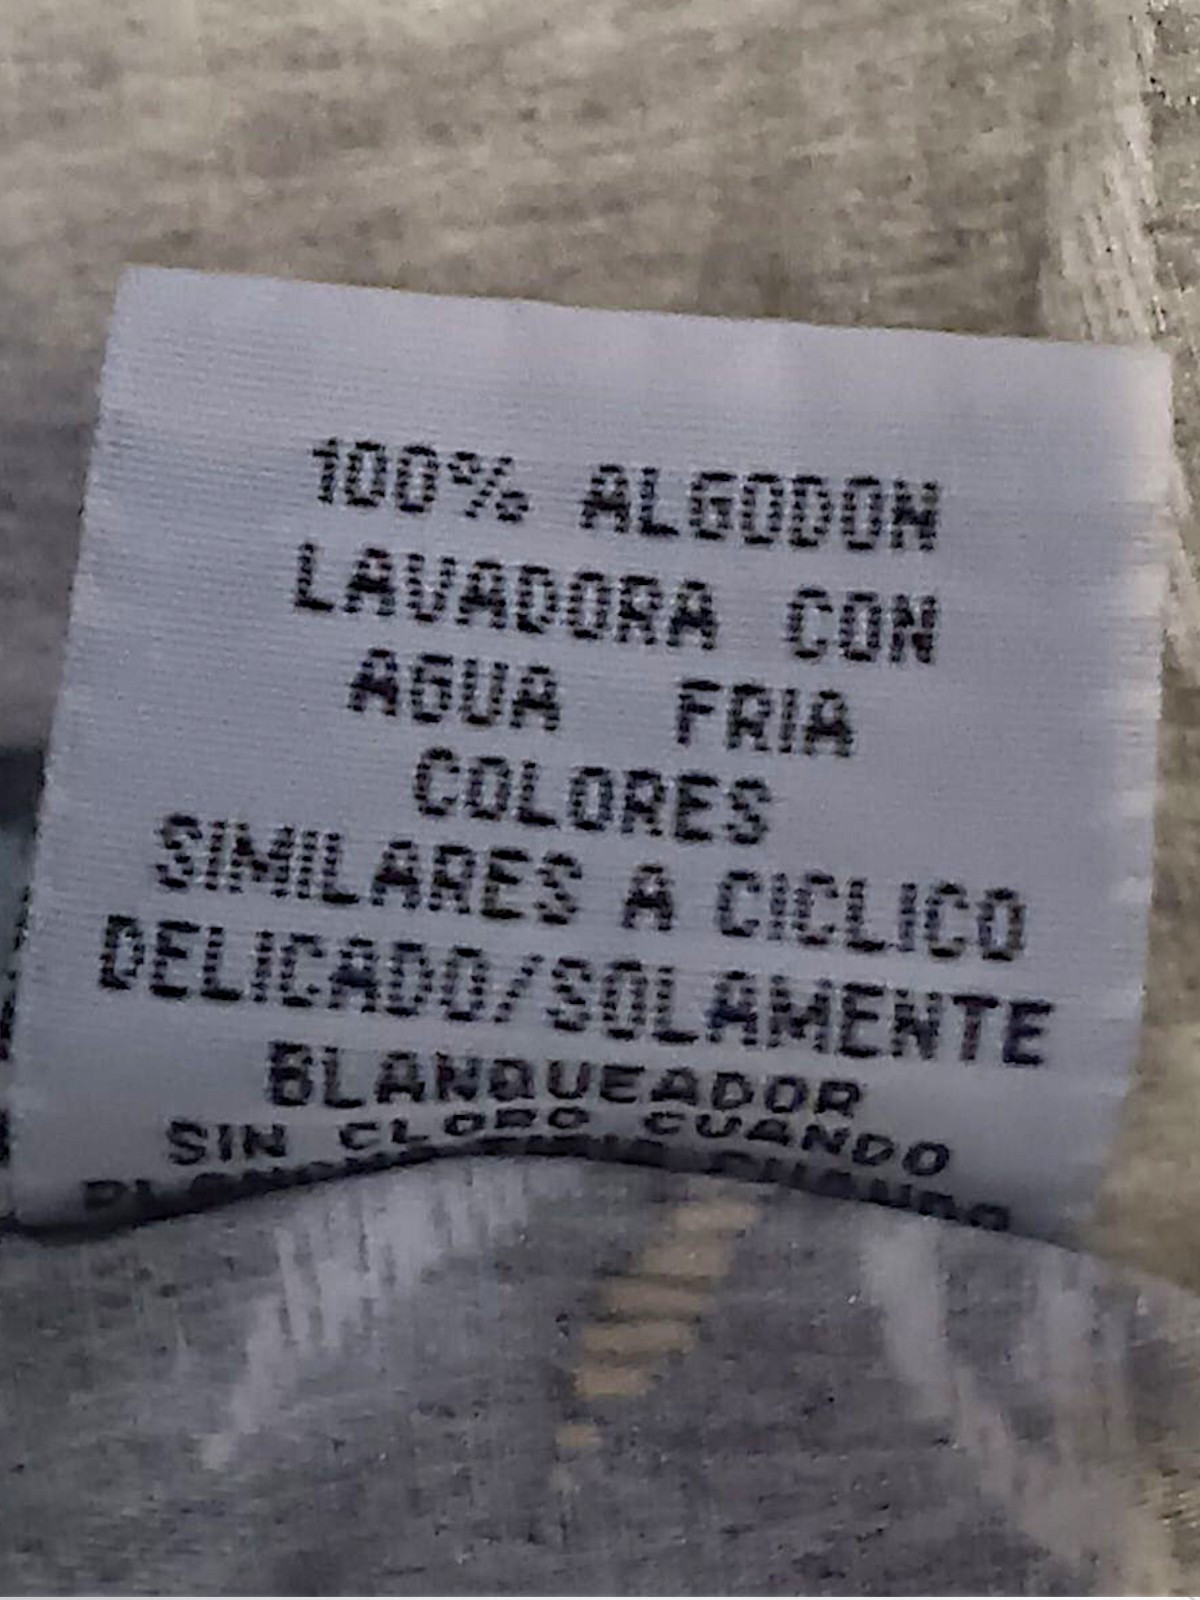 100% ALGODON
LAVADORA CON
AGUA FRIA
COLORES
SIMILARES A CICLICO
DELICADO/SOLAMENTE
BLANQUEADOR
SIN CLORO CUANDO